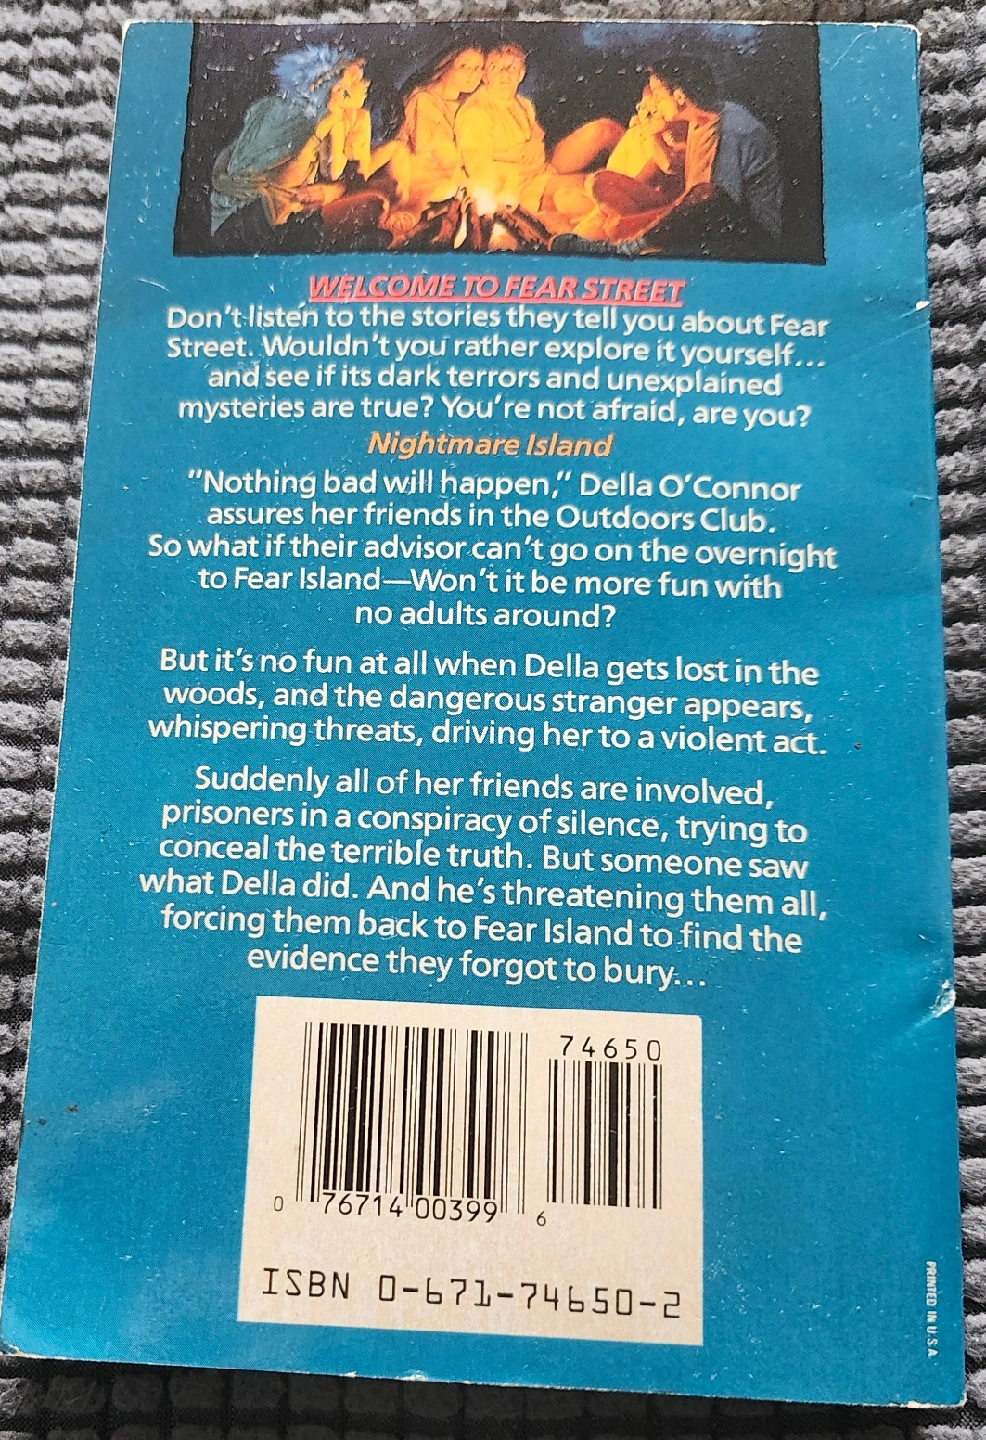 WELCOME TO FEAR STREET
Don't listen to the stories they tell you about Fear
Street. Wouldn't you rather explore it yourself...
and see if its dark terrors and unexplained
mysteries are true? You're not afraid, are you?
Nightmare Island
"Nothing bad will happen," Della O'Connor
assures her friends in the Outdoors Club.
So what if their advisor can't go on the overnight
to Fear Island—Won't it be more fun with
no adults around?
But it's no fun at all when Della gets lost in the
woods, and the dangerous stranger appears,
whispering threats, driving her to a violent act.
Suddenly all of her friends are involved,
prisoners in a conspiracy of silence, trying to
conceal the terrible truth. But someone saw
what Della did. And he's threatening them all,
forcing them back to Fear Island to find the
evidence they forgot to bury...
74650
0 76714 00399 6
ISBN 0-671-74650-2
PRINTED IN U.S.A.